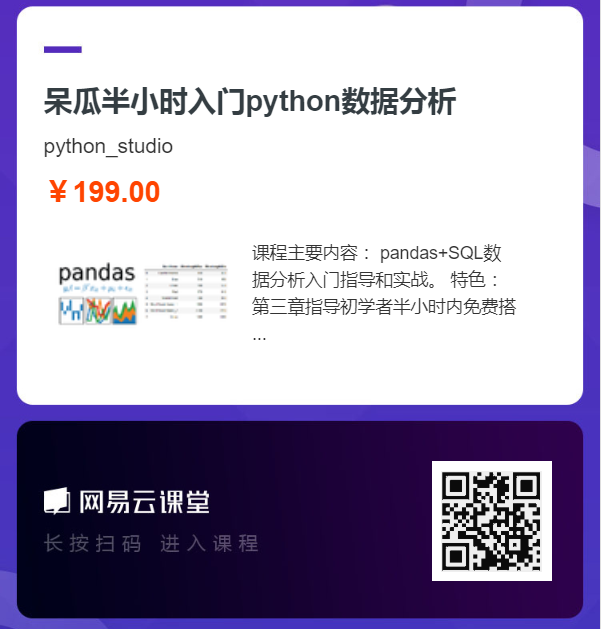 呆瓜半小时入门python数据分析
python_studio
￥199.00
课程主要内容： pandas+SQL数
据分析入门指导和实战。 特色：
第三章指导初学者半小时内免费搭
...
pandas
网易云课堂
长按扫码 进入课程